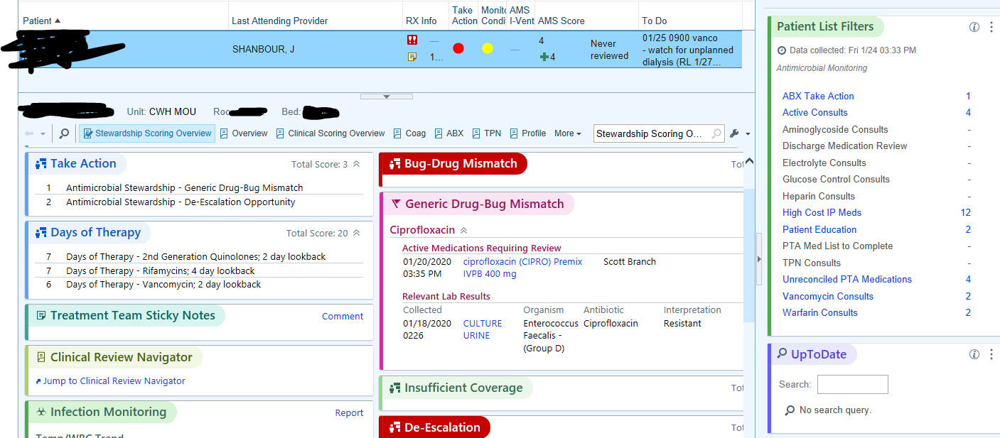 Patient
Last Attending Provider
RX Info
Take Action
Monito Condi
AMS I-Vent
AMS Score
To Do
SHANBOUR, J
1...
4
4
Never reviewed
01/25 0900 vanco
- watch for unplanned
dialysis (RL 1/27...
Unit: CWH MOU
Bed:
Stewardship Scoring Overview
Overview
Clinical Scoring Overview
Coag
ABX
TPN
Profile
More
Stewardship Scoring O...
Take Action
Total Score: 3
1 Antimicrobial Stewardship - Generic Drug-Bug Mismatch
2 Antimicrobial Stewardship - De-Escalation Opportunity
Days of Therapy
Total Score: 20
7 Days of Therapy - 2nd Generation Quinolones; 2 day lookback
7 Days of Therapy - Rifamycins; 4 day lookback
6 Days of Therapy - Vancomycin; 2 day lookback
Treatment Team Sticky Notes
Comment
Clinical Review Navigator
Jump to Clinical Review Navigator
Infection Monitoring
Report
Temp/WBC Trend
Bug-Drug Mismatch
Tot
Generic Drug-Bug Mismatch
Ciprofloxacin
Active Medications Requiring Review
01/20/2020 ciprofloxacin (CIPRO) Premix Scott Branch
03:35 PM IVPB 400 mg
Relevant Lab Results
Collected Organism Antibiotic Interpretation
01/18/2020 CULTURE Enterococcus Ciprofloxacin Resistant
0226 URINE Faecalis -
(Group D)
Insufficient Coverage
Tot
De-Escalation
Tot
Patient List Filters
Data collected: Fri 1/24 03:33 PM
Antimicrobial Monitoring
ABX Take Action 1
Active Consults 4
Aminoglycoside Consults -
Discharge Medication Review -
Electrolyte Consults -
Glucose Control Consults -
Heparin Consults -
High Cost IP Meds 12
Patient Education 2
PTA Med List to Complete -
TPN Consults -
Unreconciled PTA Medications 4
Vancomycin Consults 2
Warfarin Consults 2
UpToDate
Search:
No search query.